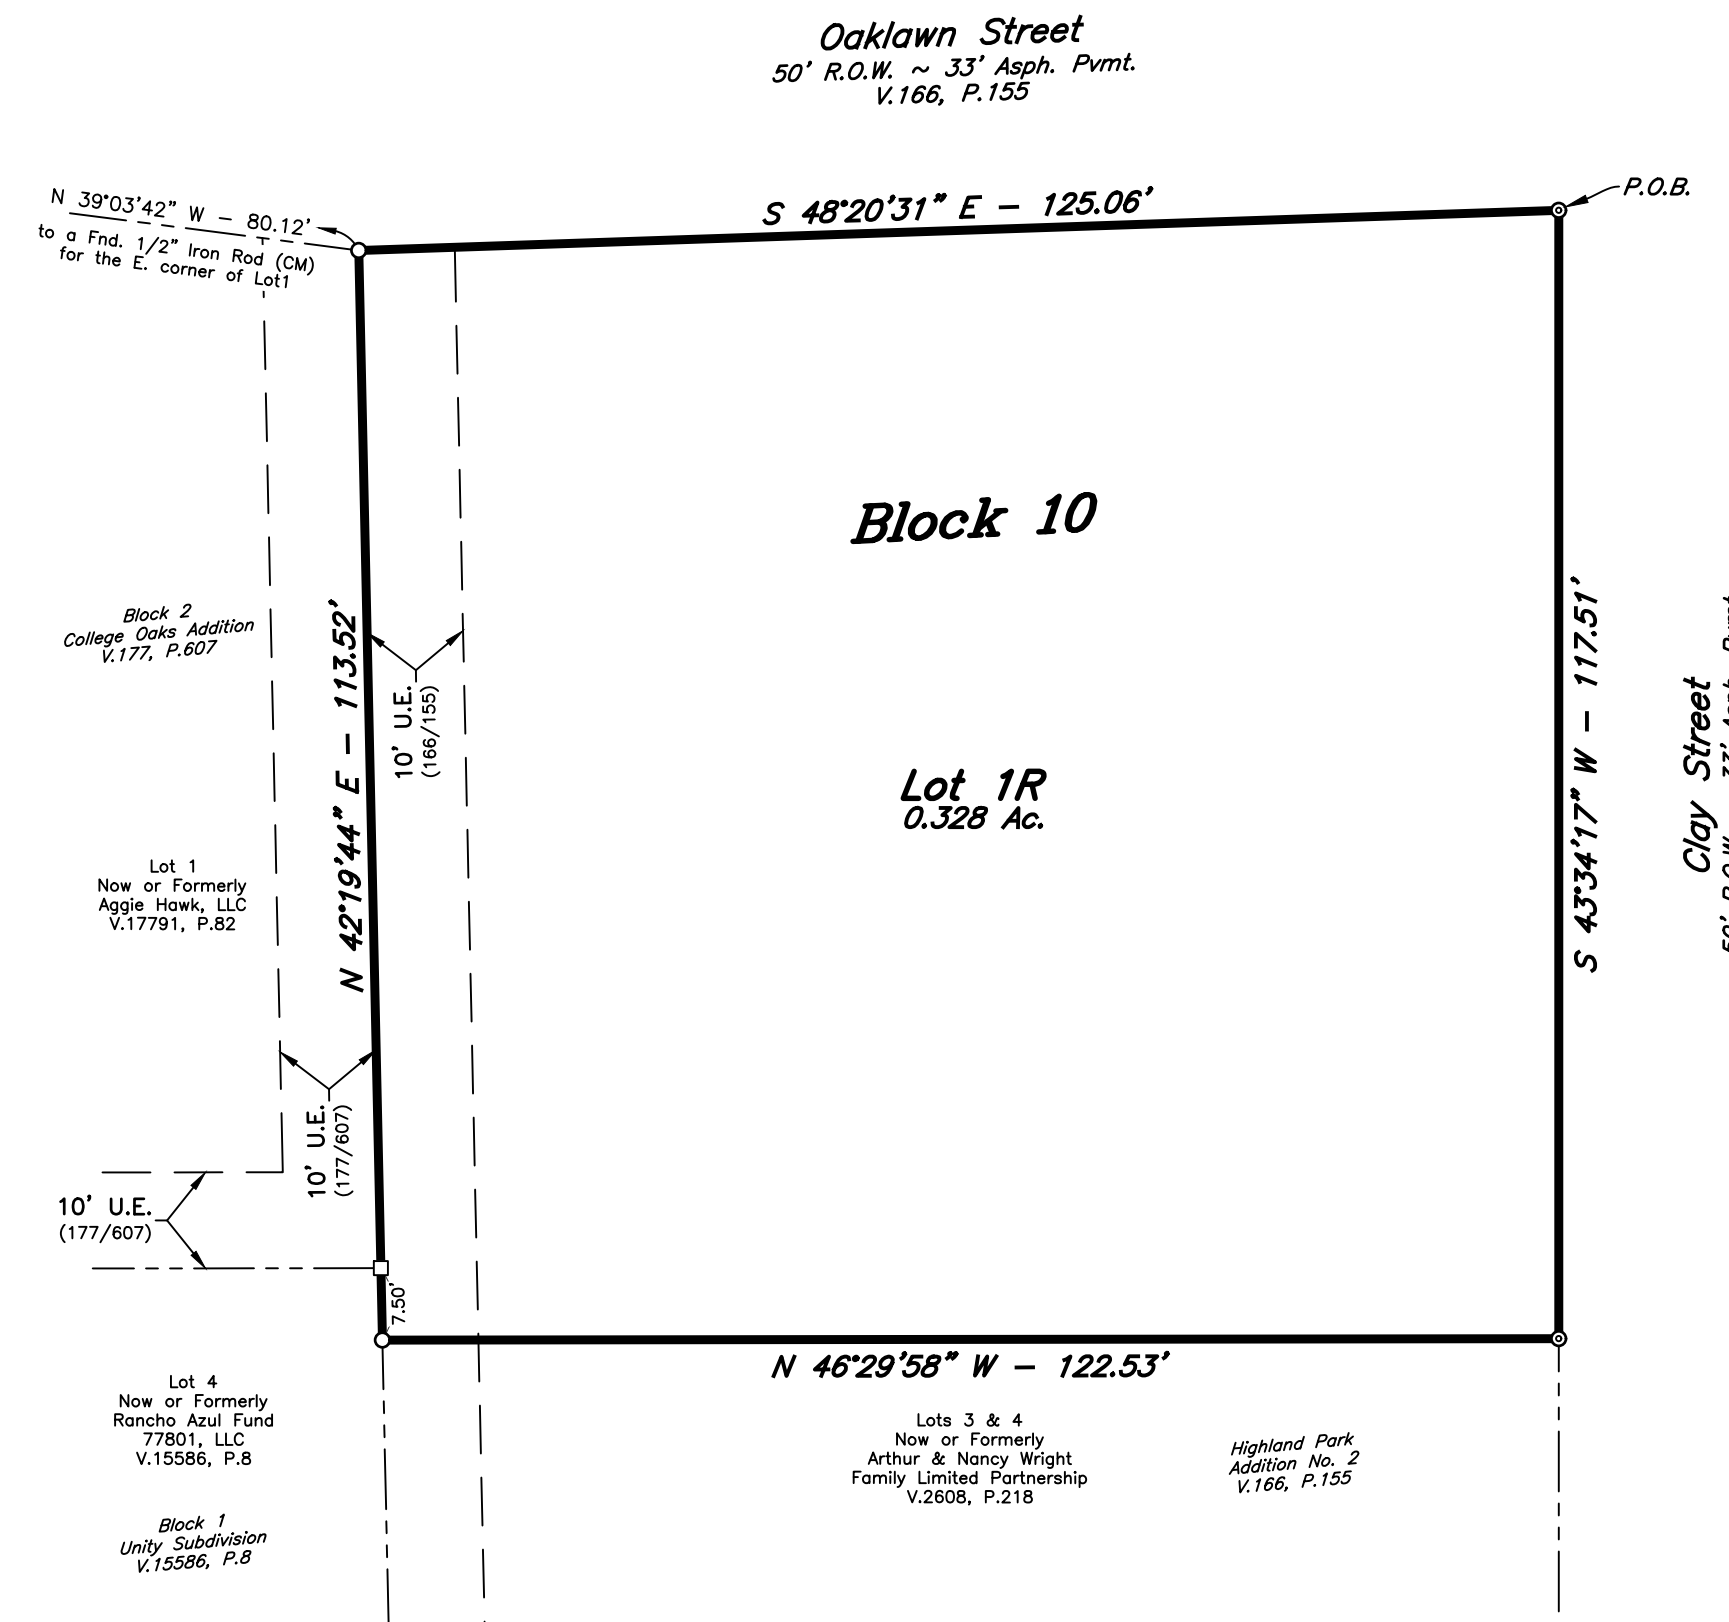 Oaklawn Street
50' R.O.W. ~ 33' Asph. Pvmt.
V.166, P.155
P.O.B.
N 39°03'42" W - 80.12'
to a Fnd. 1/2" Iron Rod (CM)
for the E. corner of Lot1
S 48°20'31" E - 125.06'
Block 10
Block 2
College Oaks Addition
V.177, P.607
N 42°19'44" E - 113.52'
10' U.E.
(166/155)
S 43°34'17" W - 117.51'
Clay Street
50' R.O.W. 33' Asph. Pvmt.
Lot 1R
0.328 Ac.
Lot 1
Now or Formerly
Aggie Hawk, LLC
V.17791, P.82
10' U.E.
(177/607)
10' U.E.
(177/607)
7.50'
N 46°29'58" W - 122.53'
Lot 4
Now or Formerly
Rancho Azul Fund
77801, LLC
V.15586, P.8
Lots 3 & 4
Now or Formerly
Arthur & Nancy Wright
Family Limited Partnership
V.2608, P.218
Highland Park
Addition No. 2
V.166, P.155
Block 1
Unity Subdivision
V.15586, P.8